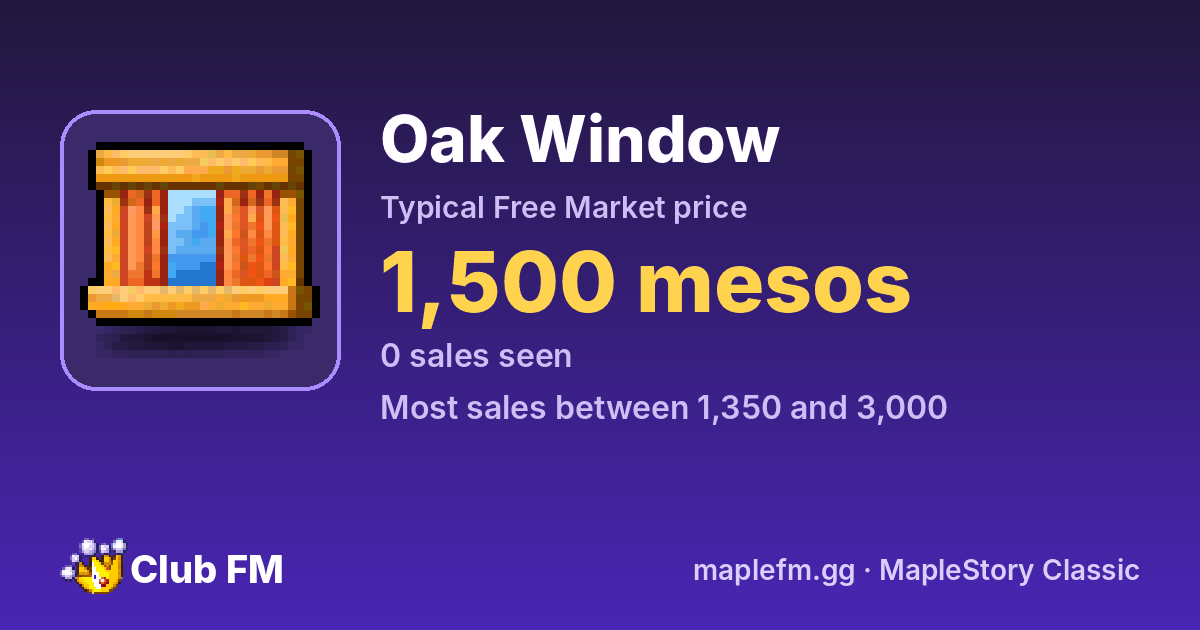 Oak Window
Typical Free Market price
1,500 mesos
0 sales seen
Most sales between 1,350 and 3,000
Club FM
maplefm.gg · MapleStory Classic